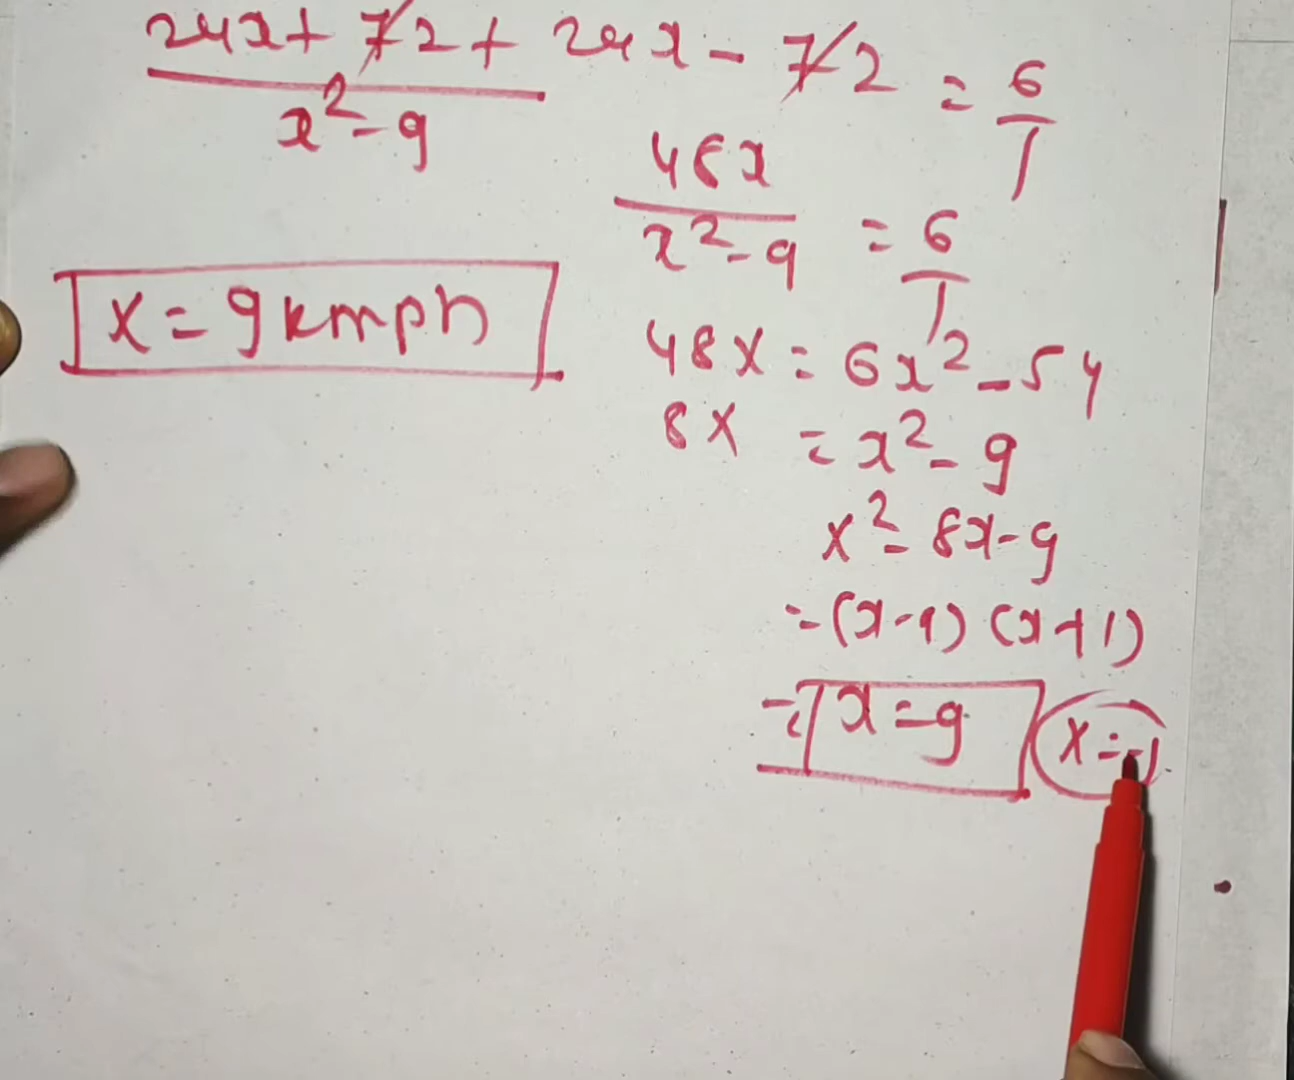 24x + 72 + 24x - 72 = 6
x² - 9 1
48x = 6
x² - 9 1
x = 9 kmph
48x = 6x² - 54
8x = x² - 9
x² - 8x - 9
= (x-9) (x+1)
= x = 9 x = -1